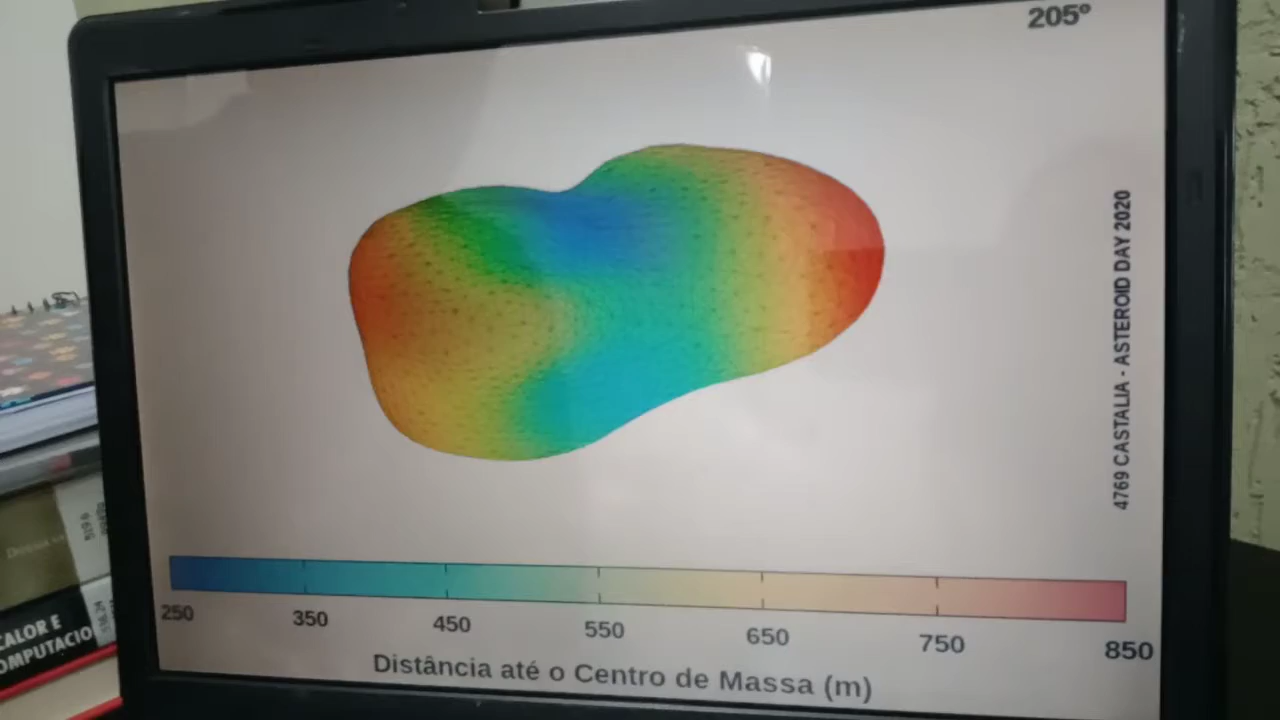 205º
4769 CASTALIA - ASTEROID DAY 2020
250 350 450 550 650 750 850
Distância até o Centro de Massa (m)
CALOR E
OMPUTACIO